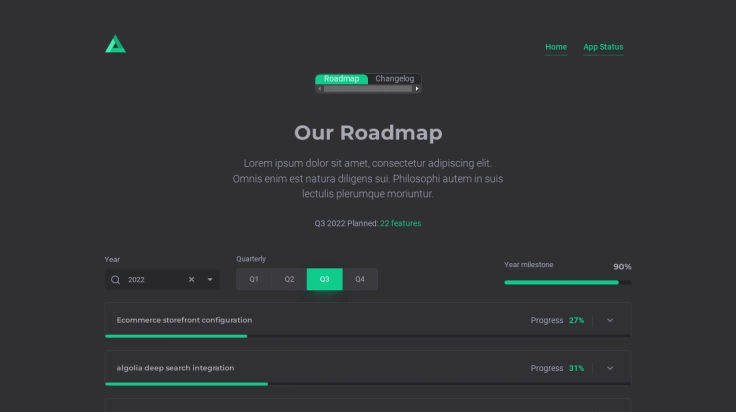 Home App Status
Roadmap Changelog
Our Roadmap
Lorem ipsum dolor sit amet, consectetur adipiscing elit.
Omnis enim est natura diligens sui. Philosophi autem in suis
lectulis plerumque moriuntur.
Q3 2022 Planned: 22 features
Year Quarterly Year milestone 90%
2022 Q1 Q2 Q3 Q4
Ecommerce storefront configuration Progress 27%
algolia deep search integration Progress 31%